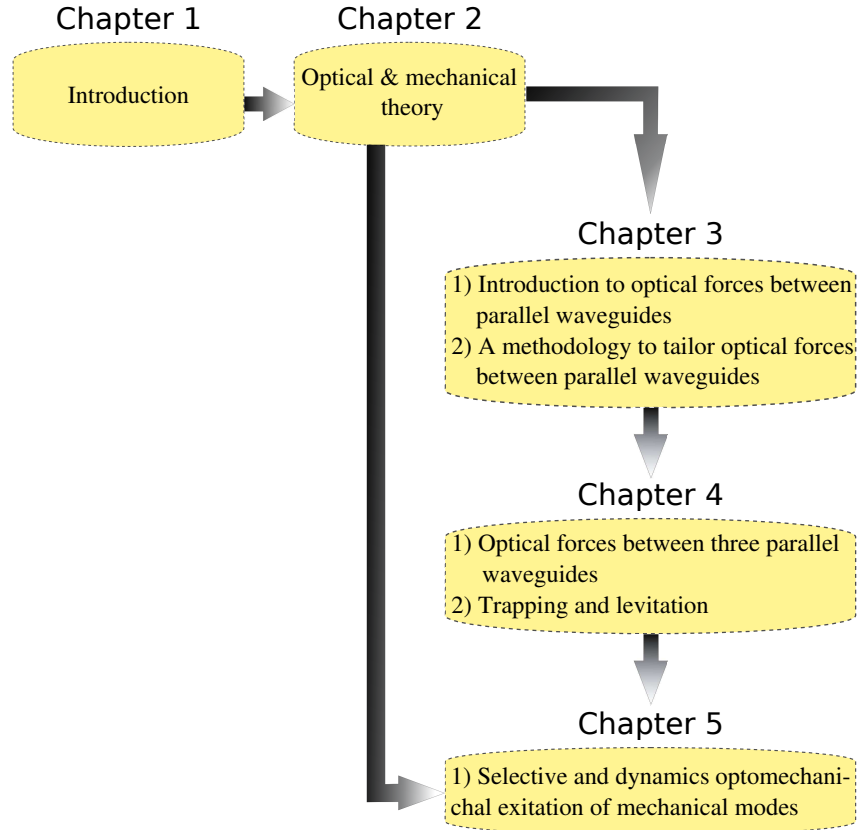 Chapter 1
Introduction
Chapter 2
Optical & mechanical
theory
Chapter 3
1) Introduction to optical forces between
parallel waveguides
2) A methodology to tailor optical forces
between parallel waveguides
Chapter 4
1) Optical forces between three parallel
waveguides
2) Trapping and levitation
Chapter 5
1) Selective and dynamics optomechani-
chal exitation of mechanical modes